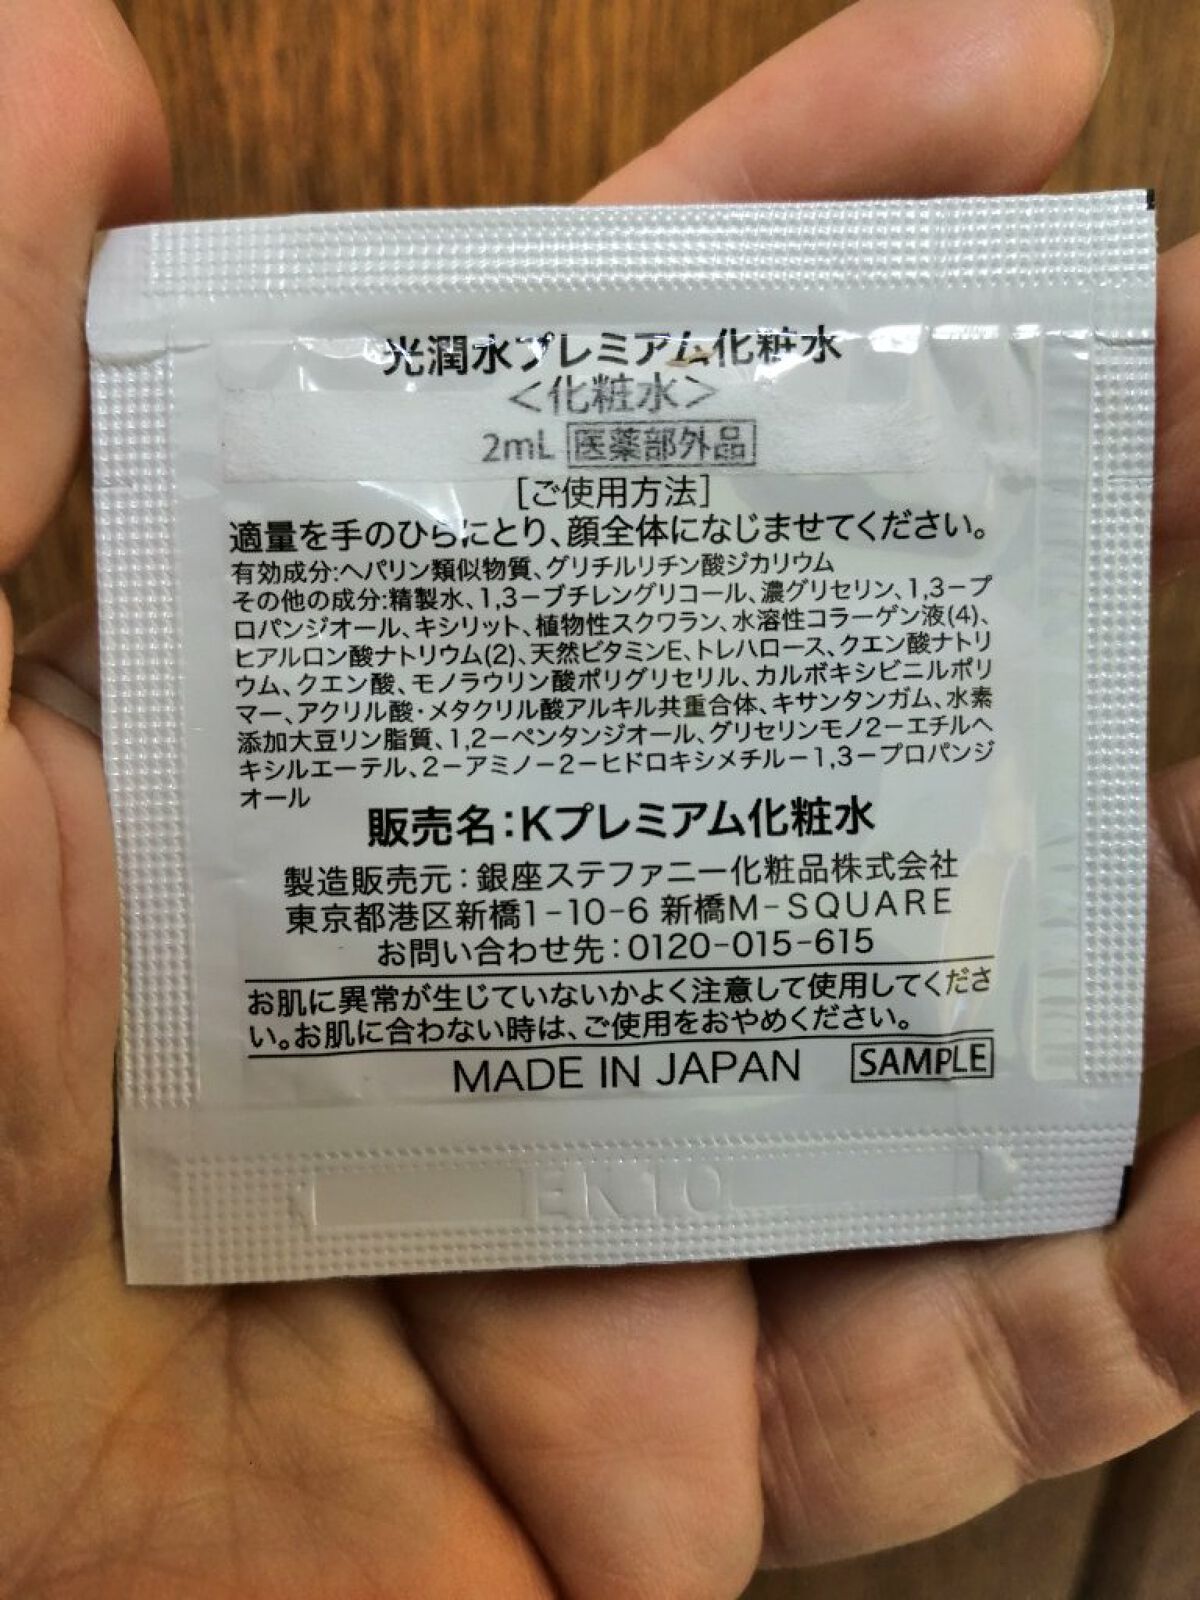 光潤水プレミアム化粧水
＜化粧水＞
2mL 医薬部外品
［ご使用方法］
適量を手のひらにとり、顔全体になじませてください。
有効成分:ヘパリン類似物質、グリチルリチン酸ジカリウム
その他の成分:精製水、1,3－ブチレングリコール、濃グリセリン、1,3－プ
ロパンジオール、キシリット、植物性スクワラン、水溶性コラーゲン液(4)、
ヒアルロン酸ナトリウム(2)、天然ビタミンE、トレハロース、クエン酸ナトリ
ウム、クエン酸、モノラウリン酸ポリグリセリル、カルボキシビニルポリ
マー、アクリル酸・メタクリル酸アルキル共重合体、キサンタンガム、水素
添加大豆リン脂質、1,2－ペンタンジオール、グリセリンモノ2－エチルヘ
キシルエーテル、2－アミノ－2－ヒドロキシメチル－1,3－プロパンジ
オール
販売名：Kプレミアム化粧水
製造販売元：銀座ステファニー化粧品株式会社
東京都港区新橋1-10-6 新橋M-SQUARE
お問い合わせ先：0120-015-615
お肌に異常が生じていないかよく注意して使用してくださ
い。お肌に合わない時は、ご使用をおやめください。
MADE IN JAPAN SAMPLE